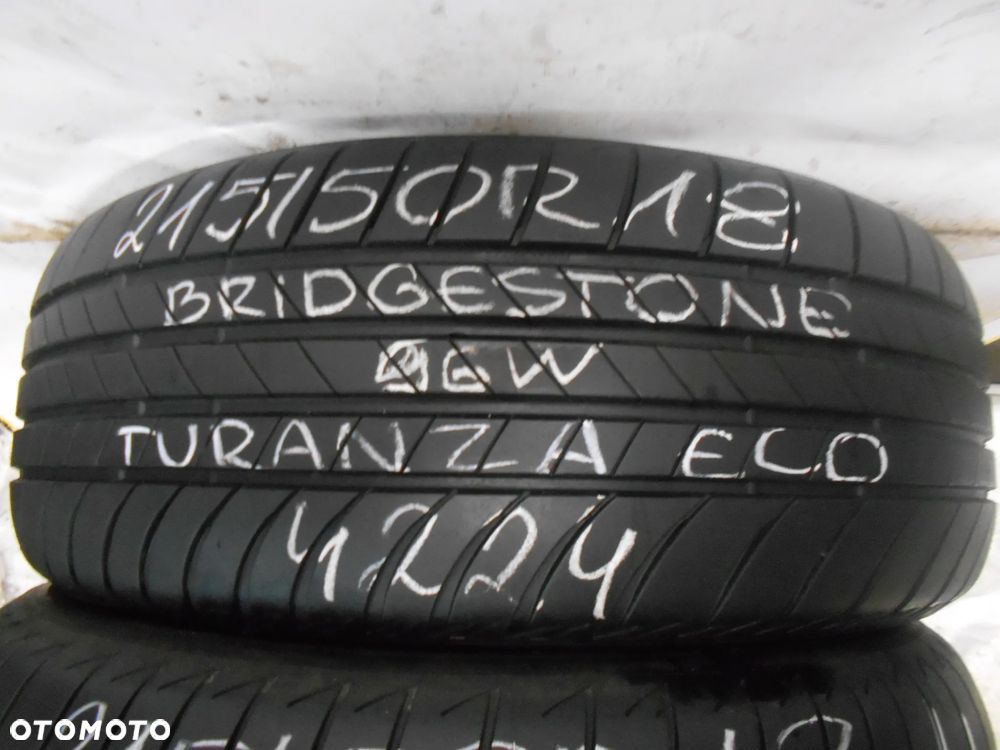 215/50R18
BRIDGESTONE
96W
TURANZA ECO
4224
OTOMOTO